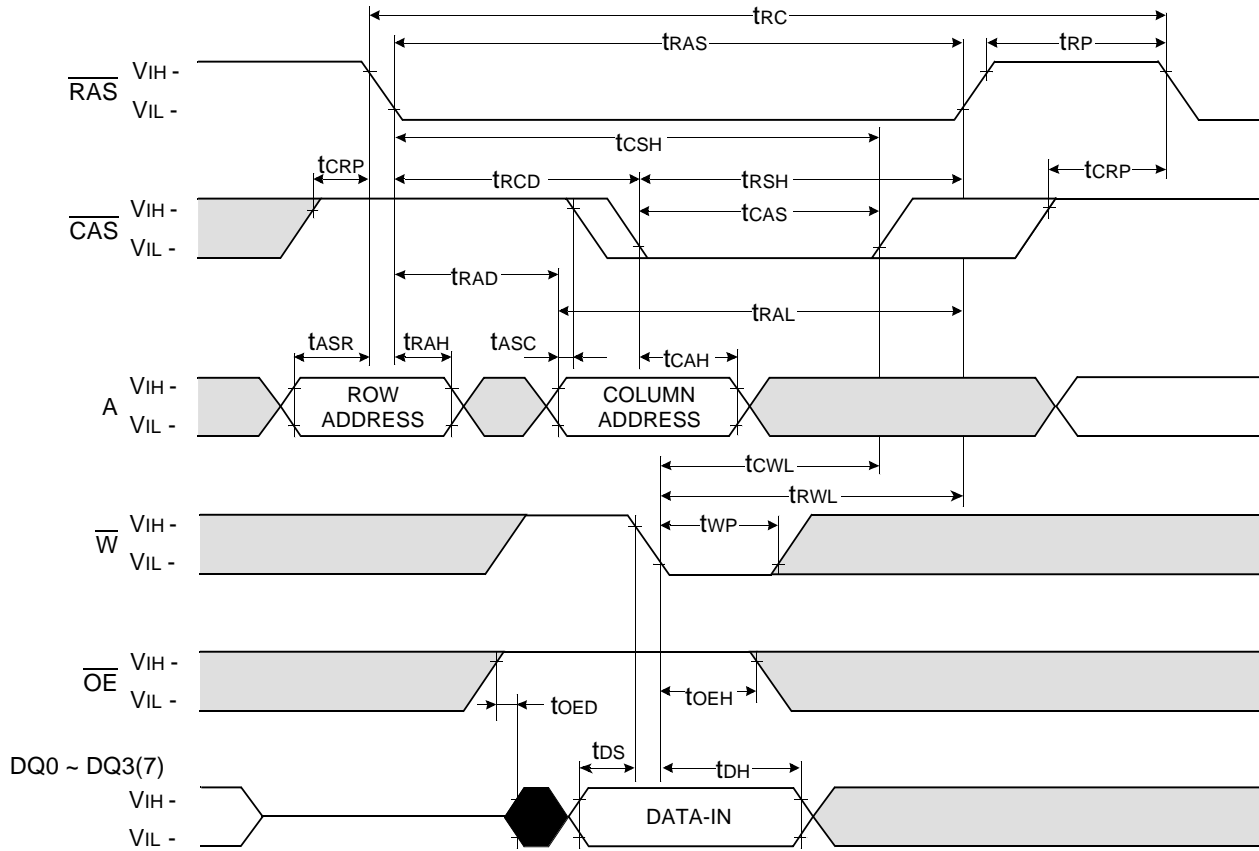 tRC
tRAS
tRP
RAS
VIH -
VIL -
tCSH
tCRP
tRCD
tRSH
tCRP
CAS
VIH -
VIL -
tCAS
tRAD
tRAL
tASR
tRAH
tASC
tCAH
A
VIH -
VIL -
ROW
ADDRESS
COLUMN
ADDRESS
tCWL
tRWL
W
VIH -
VIL -
tWP
OE
VIH -
VIL -
tOED
tOEH
DQ0 ~ DQ3(7)
tDS
tDH
VIH -
VIL -
DATA-IN